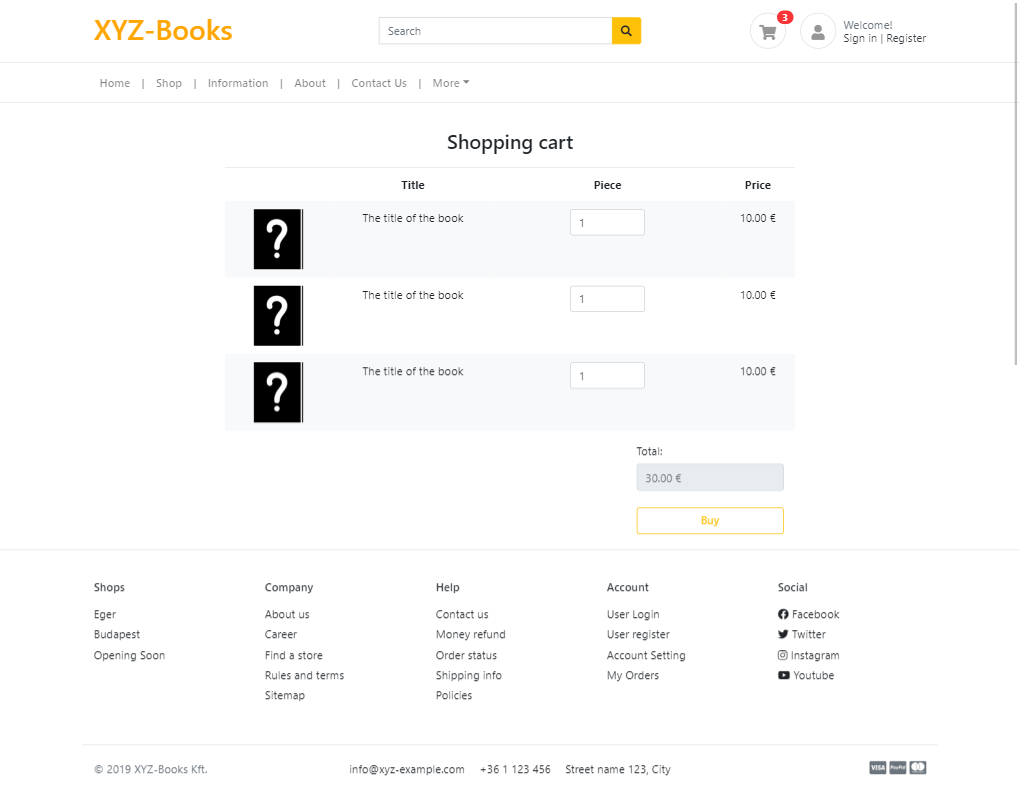 XYZ-Books
Search
3
Welcome!
Sign in | Register
Home | Shop | Information | About | Contact Us | More
Shopping cart
Title Piece Price
? The title of the book 1 10.00 €
? The title of the book 1 10.00 €
? The title of the book 1 10.00 €
Total:
30.00 €
Buy
Shops
Eger
Budapest
Opening Soon
Company
About us
Career
Find a store
Rules and terms
Sitemap
Help
Contact us
Money refund
Order status
Shipping info
Policies
Account
User Login
User register
Account Setting
My Orders
Social
Facebook
Twitter
Instagram
Youtube
© 2019 XYZ-Books Kft. info@xyz-example.com +36 1 123 456 Street name 123, City VISA PayPal